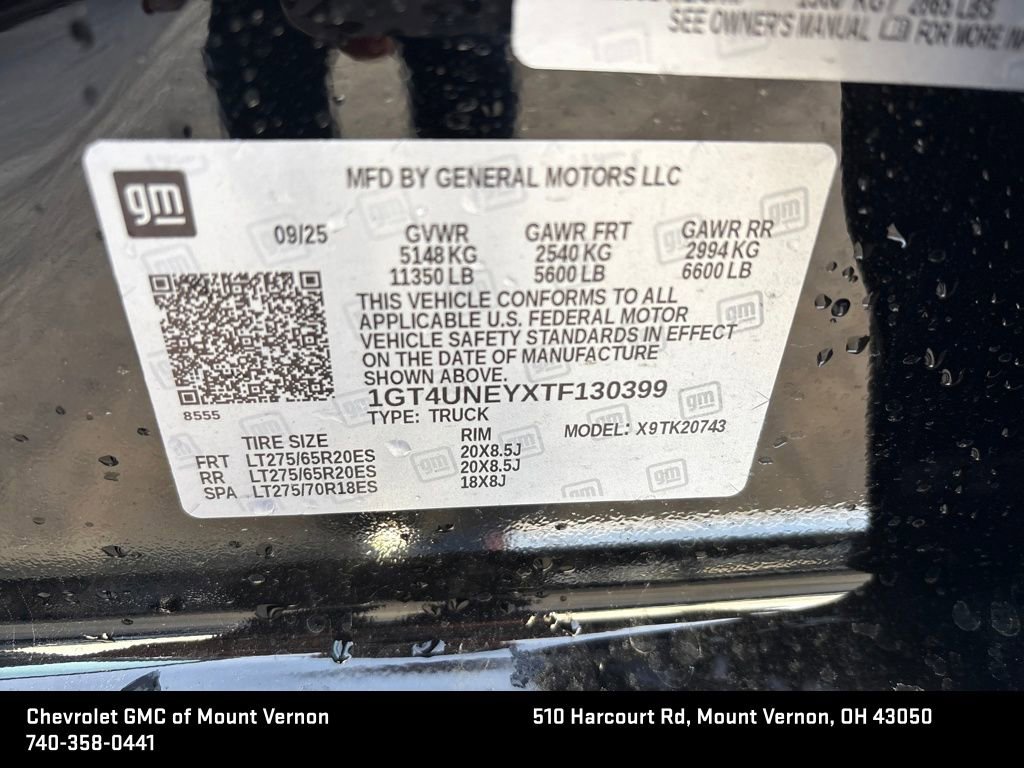 2865 LBS
SEE OWNER'S MANUAL FOR MORE
gm
MFD BY GENERAL MOTORS LLC
09/25 GVWR GAWR FRT GAWR RR
5148 KG 2540 KG 2994 KG
11350 LB 5600 LB 6600 LB
THIS VEHICLE CONFORMS TO ALL
APPLICABLE U.S. FEDERAL MOTOR
VEHICLE SAFETY STANDARDS IN EFFECT
ON THE DATE OF MANUFACTURE
SHOWN ABOVE.
1GT4UNEYXTF130399
8555
TYPE: TRUCK
MODEL: X9TK20743
TIRE SIZE RIM
FRT LT275/65R20ES 20X8.5J
RR LT275/65R20ES 20X8.5J
SPA LT275/70R18ES 18X8J
Chevrolet GMC of Mount Vernon 510 Harcourt Rd, Mount Vernon, OH 43050
740-358-0441